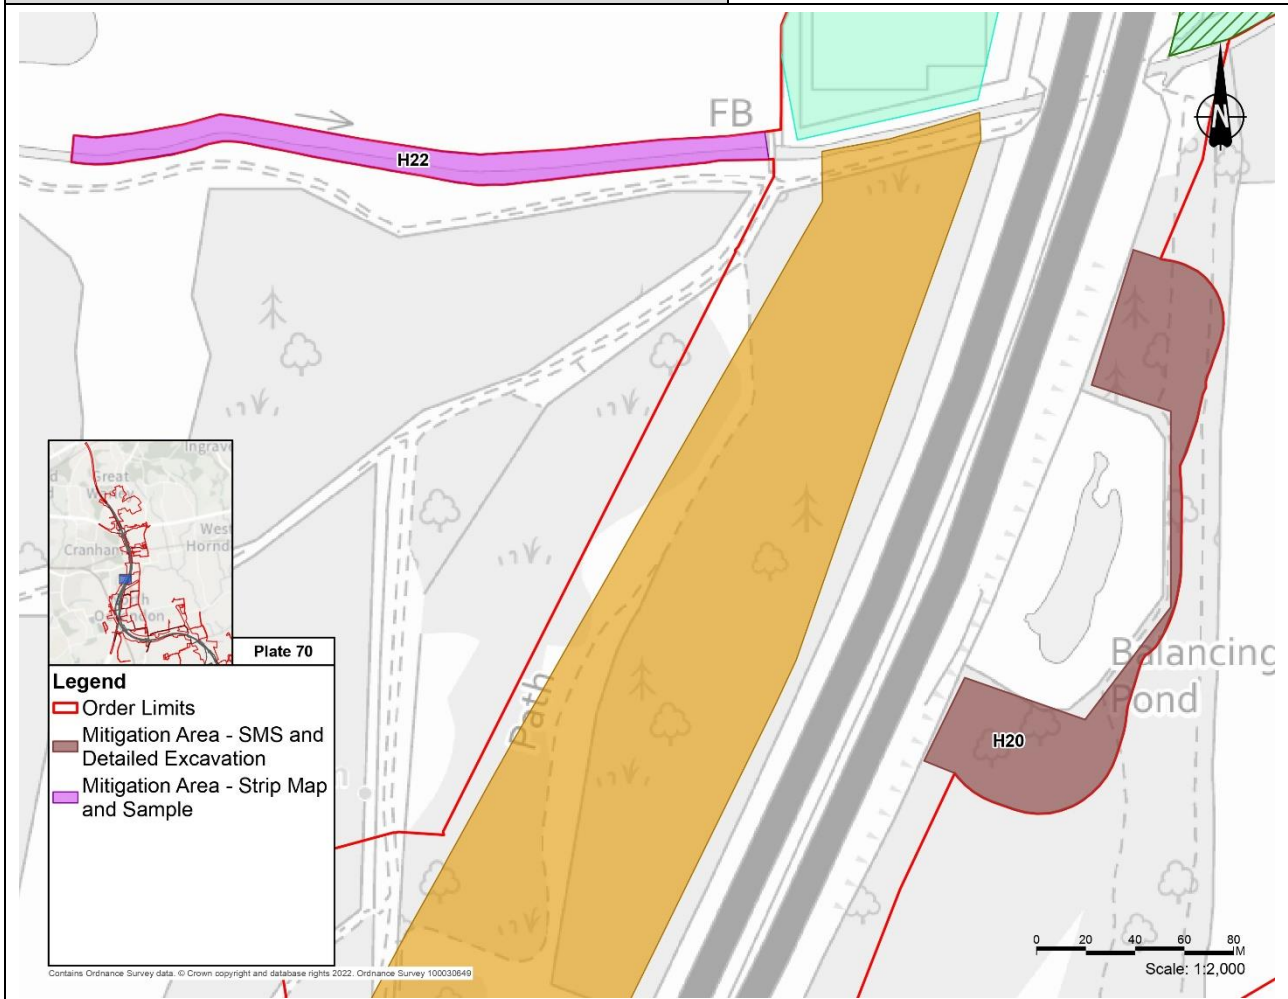 FB
N
H22
Ingrave
Great
West
Cranham
Hornd
Plate 70
Legend
Order Limits
Mitigation Area - SMS and
Detailed Excavation
Mitigation Area - Strip Map
and Sample
Path
Balancing
Pond
H20
0 20 40 60 80
M
Scale: 1:2,000
Contains Ordnance Survey data. © Crown copyright and database rights 2022. Ordnance Survey 100030649